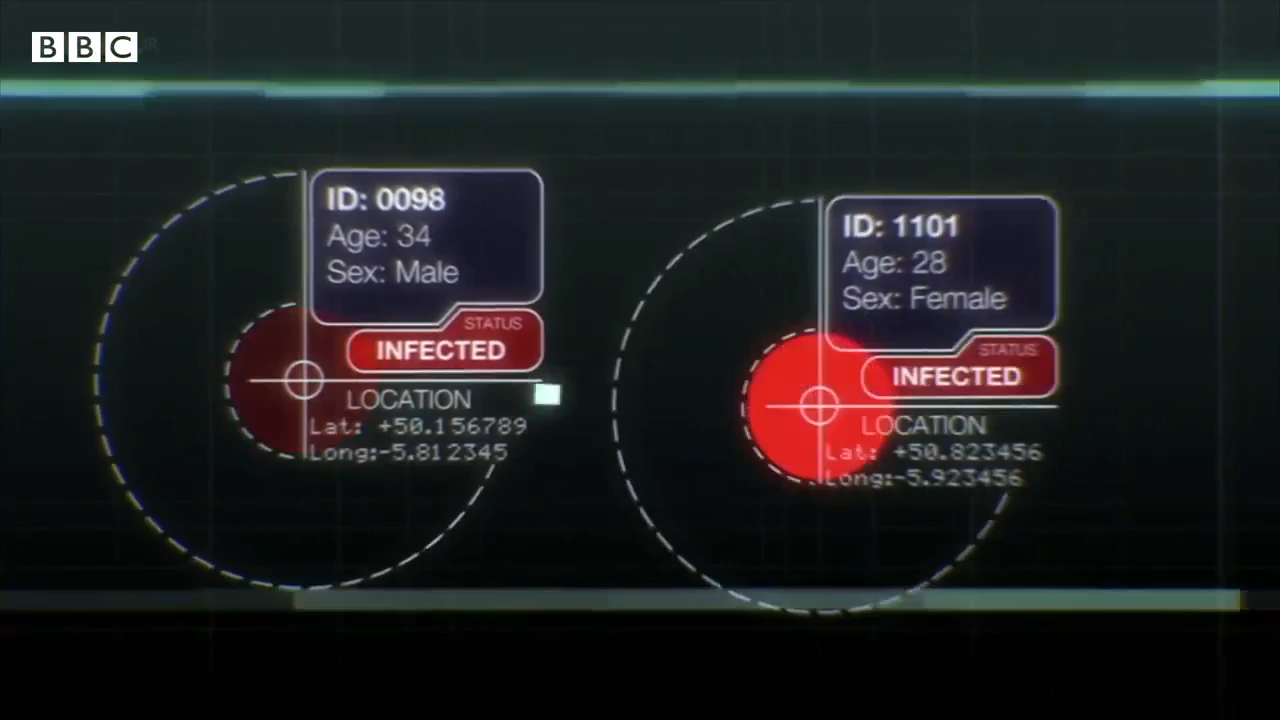 BBC
ID: 0098
Age: 34
Sex: Male
STATUS
INFECTED
LOCATION
Lat: +50.156789
Long:-5.812345
ID: 1101
Age: 28
Sex: Female
STATUS
INFECTED
LOCATION
Lat: +50.823456
Long:-5.923456